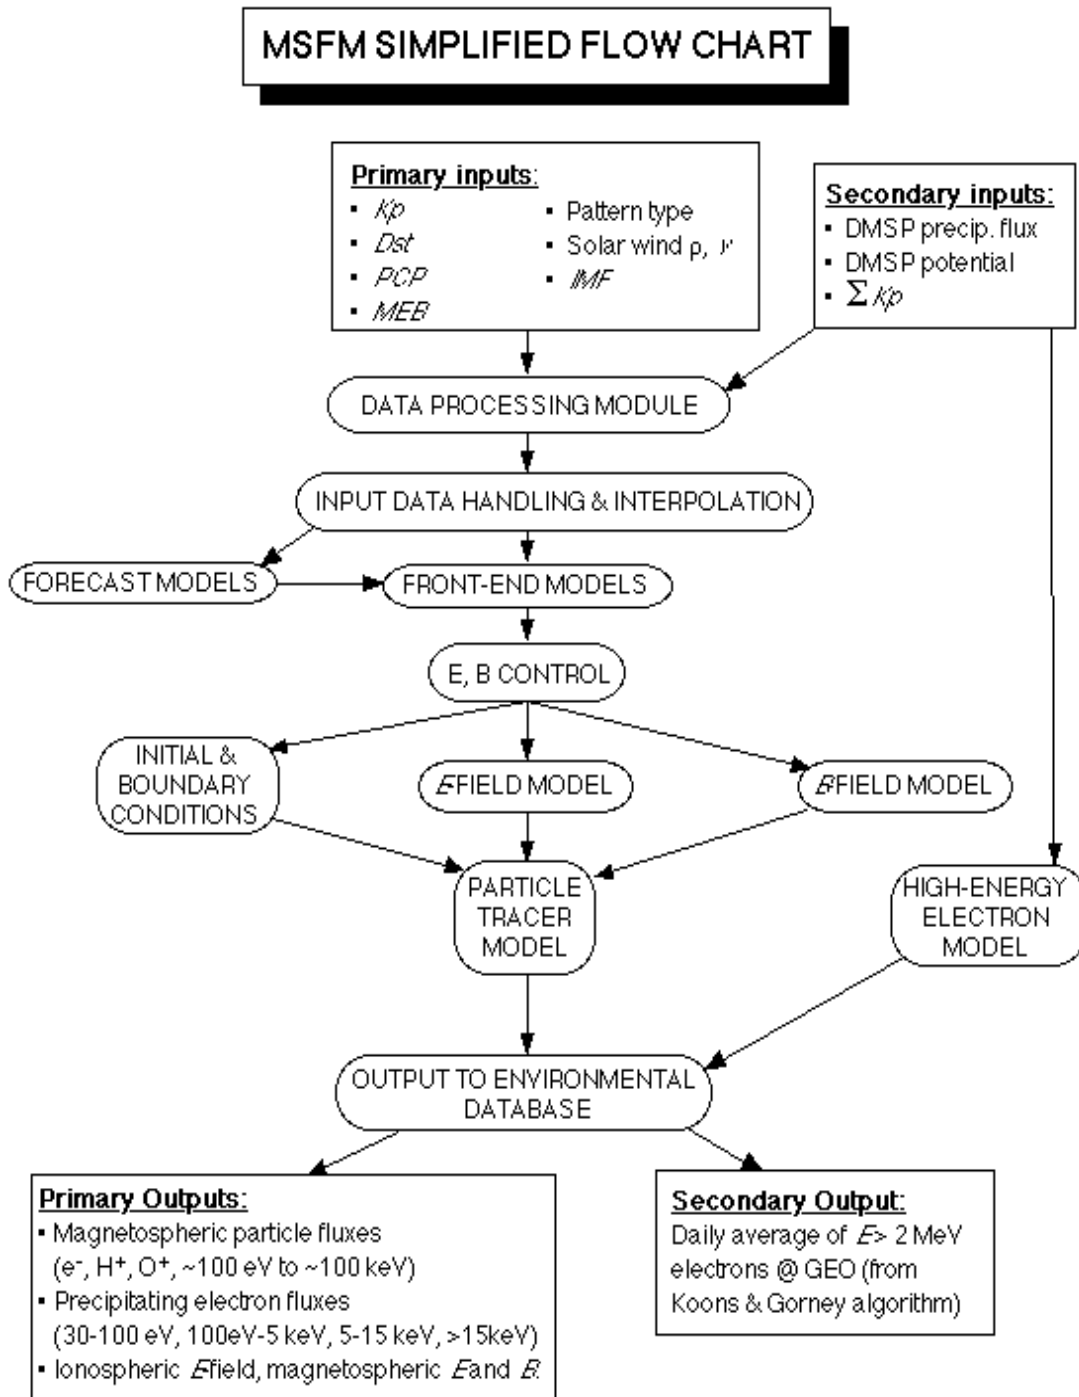 MSFM SIMPLIFIED FLOW CHART
Primary inputs:
▪ Kp
▪ Dst
▪ PCP
▪ MEB
▪ Pattern type
▪ Solar wind ρ, v
▪ IMF
Secondary inputs:
▪ DMSP precip. flux
▪ DMSP potential
▪ Σ Kp
DATA PROCESSING MODULE
INPUT DATA HANDLING & INTERPOLATION
FORECAST MODELS
FRONT-END MODELS
E, B CONTROL
INITIAL &
BOUNDARY
CONDITIONS
E-FIELD MODEL
B-FIELD MODEL
PARTICLE
TRACER
MODEL
HIGH-ENERGY
ELECTRON
MODEL
OUTPUT TO ENVIRONMENTAL
DATABASE
Primary Outputs:
▪ Magnetospheric particle fluxes
(e-, H+, O+, ~100 eV to ~100 keV)
▪ Precipitating electron fluxes
(30-100 eV, 100eV-5 keV, 5-15 keV, >15keV)
▪ Ionospheric E-field, magnetospheric E and B.
Secondary Output:
Daily average of E > 2 MeV
electrons @ GEO (from
Koons & Gorney algorithm)